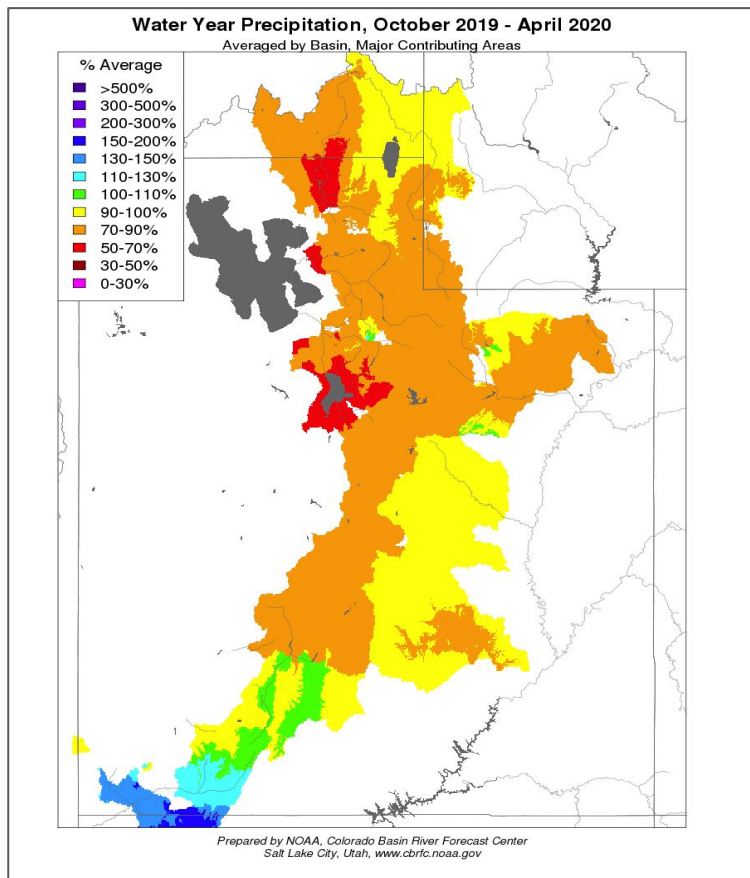 Water Year Precipitation, October 2019 - April 2020
Averaged by Basin, Major Contributing Areas
% Average
>500%
300-500%
200-300%
150-200%
130-150%
110-130%
100-110%
90-100%
70-90%
50-70%
30-50%
0-30%
Prepared by NOAA, Colorado Basin River Forecast Center
Salt Lake City, Utah, www.cbrfc.noaa.gov